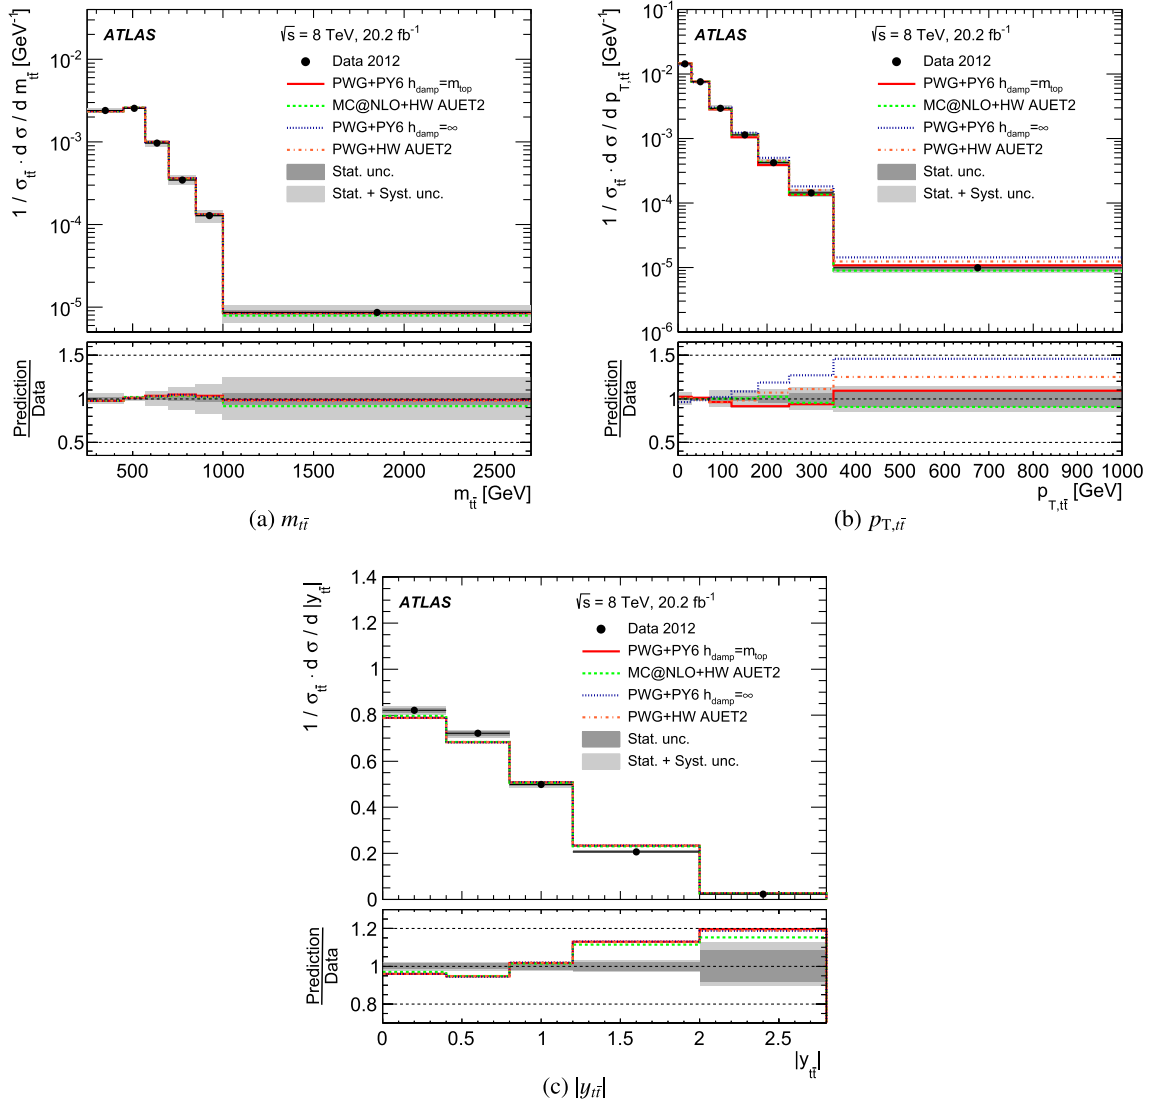 ATLAS
√s = 8 TeV, 20.2 fb⁻¹
Data 2012
PWG+PY6 h_damp=m_top
MC@NLO+HW AUET2
PWG+PY6 h_damp=∞
PWG+HW AUET2
Stat. unc.
Stat. + Syst. unc.
1 / σ_tt̄ · d σ / d m_tt̄ [GeV⁻¹]
10⁻²
10⁻³
10⁻⁴
10⁻⁵
Prediction
Data
1.5
1
0.5
500 1000 1500 2000 2500
m_tt̄ [GeV]
(a) m_tt̄
ATLAS
√s = 8 TeV, 20.2 fb⁻¹
Data 2012
PWG+PY6 h_damp=m_top
MC@NLO+HW AUET2
PWG+PY6 h_damp=∞
PWG+HW AUET2
Stat. unc.
Stat. + Syst. unc.
1 / σ_tt̄ · d σ / d p_T,tt̄ [GeV⁻¹]
10⁻¹
10⁻²
10⁻³
10⁻⁴
10⁻⁵
10⁻⁶
Prediction
Data
1.5
1
0.5
0 100 200 300 400 500 600 700 800 900 1000
p_T,tt̄ [GeV]
(b) p_T,tt̄
ATLAS
√s = 8 TeV, 20.2 fb⁻¹
Data 2012
PWG+PY6 h_damp=m_top
MC@NLO+HW AUET2
PWG+PY6 h_damp=∞
PWG+HW AUET2
Stat. unc.
Stat. + Syst. unc.
1 / σ_tt̄ · d σ / d |y_tt̄|
1.4
1.2
1
0.8
0.6
0.4
0.2
0
Prediction
Data
1.2
1
0.8
0 0.5 1 1.5 2 2.5
|y_tt̄|
(c) |y_tt̄|